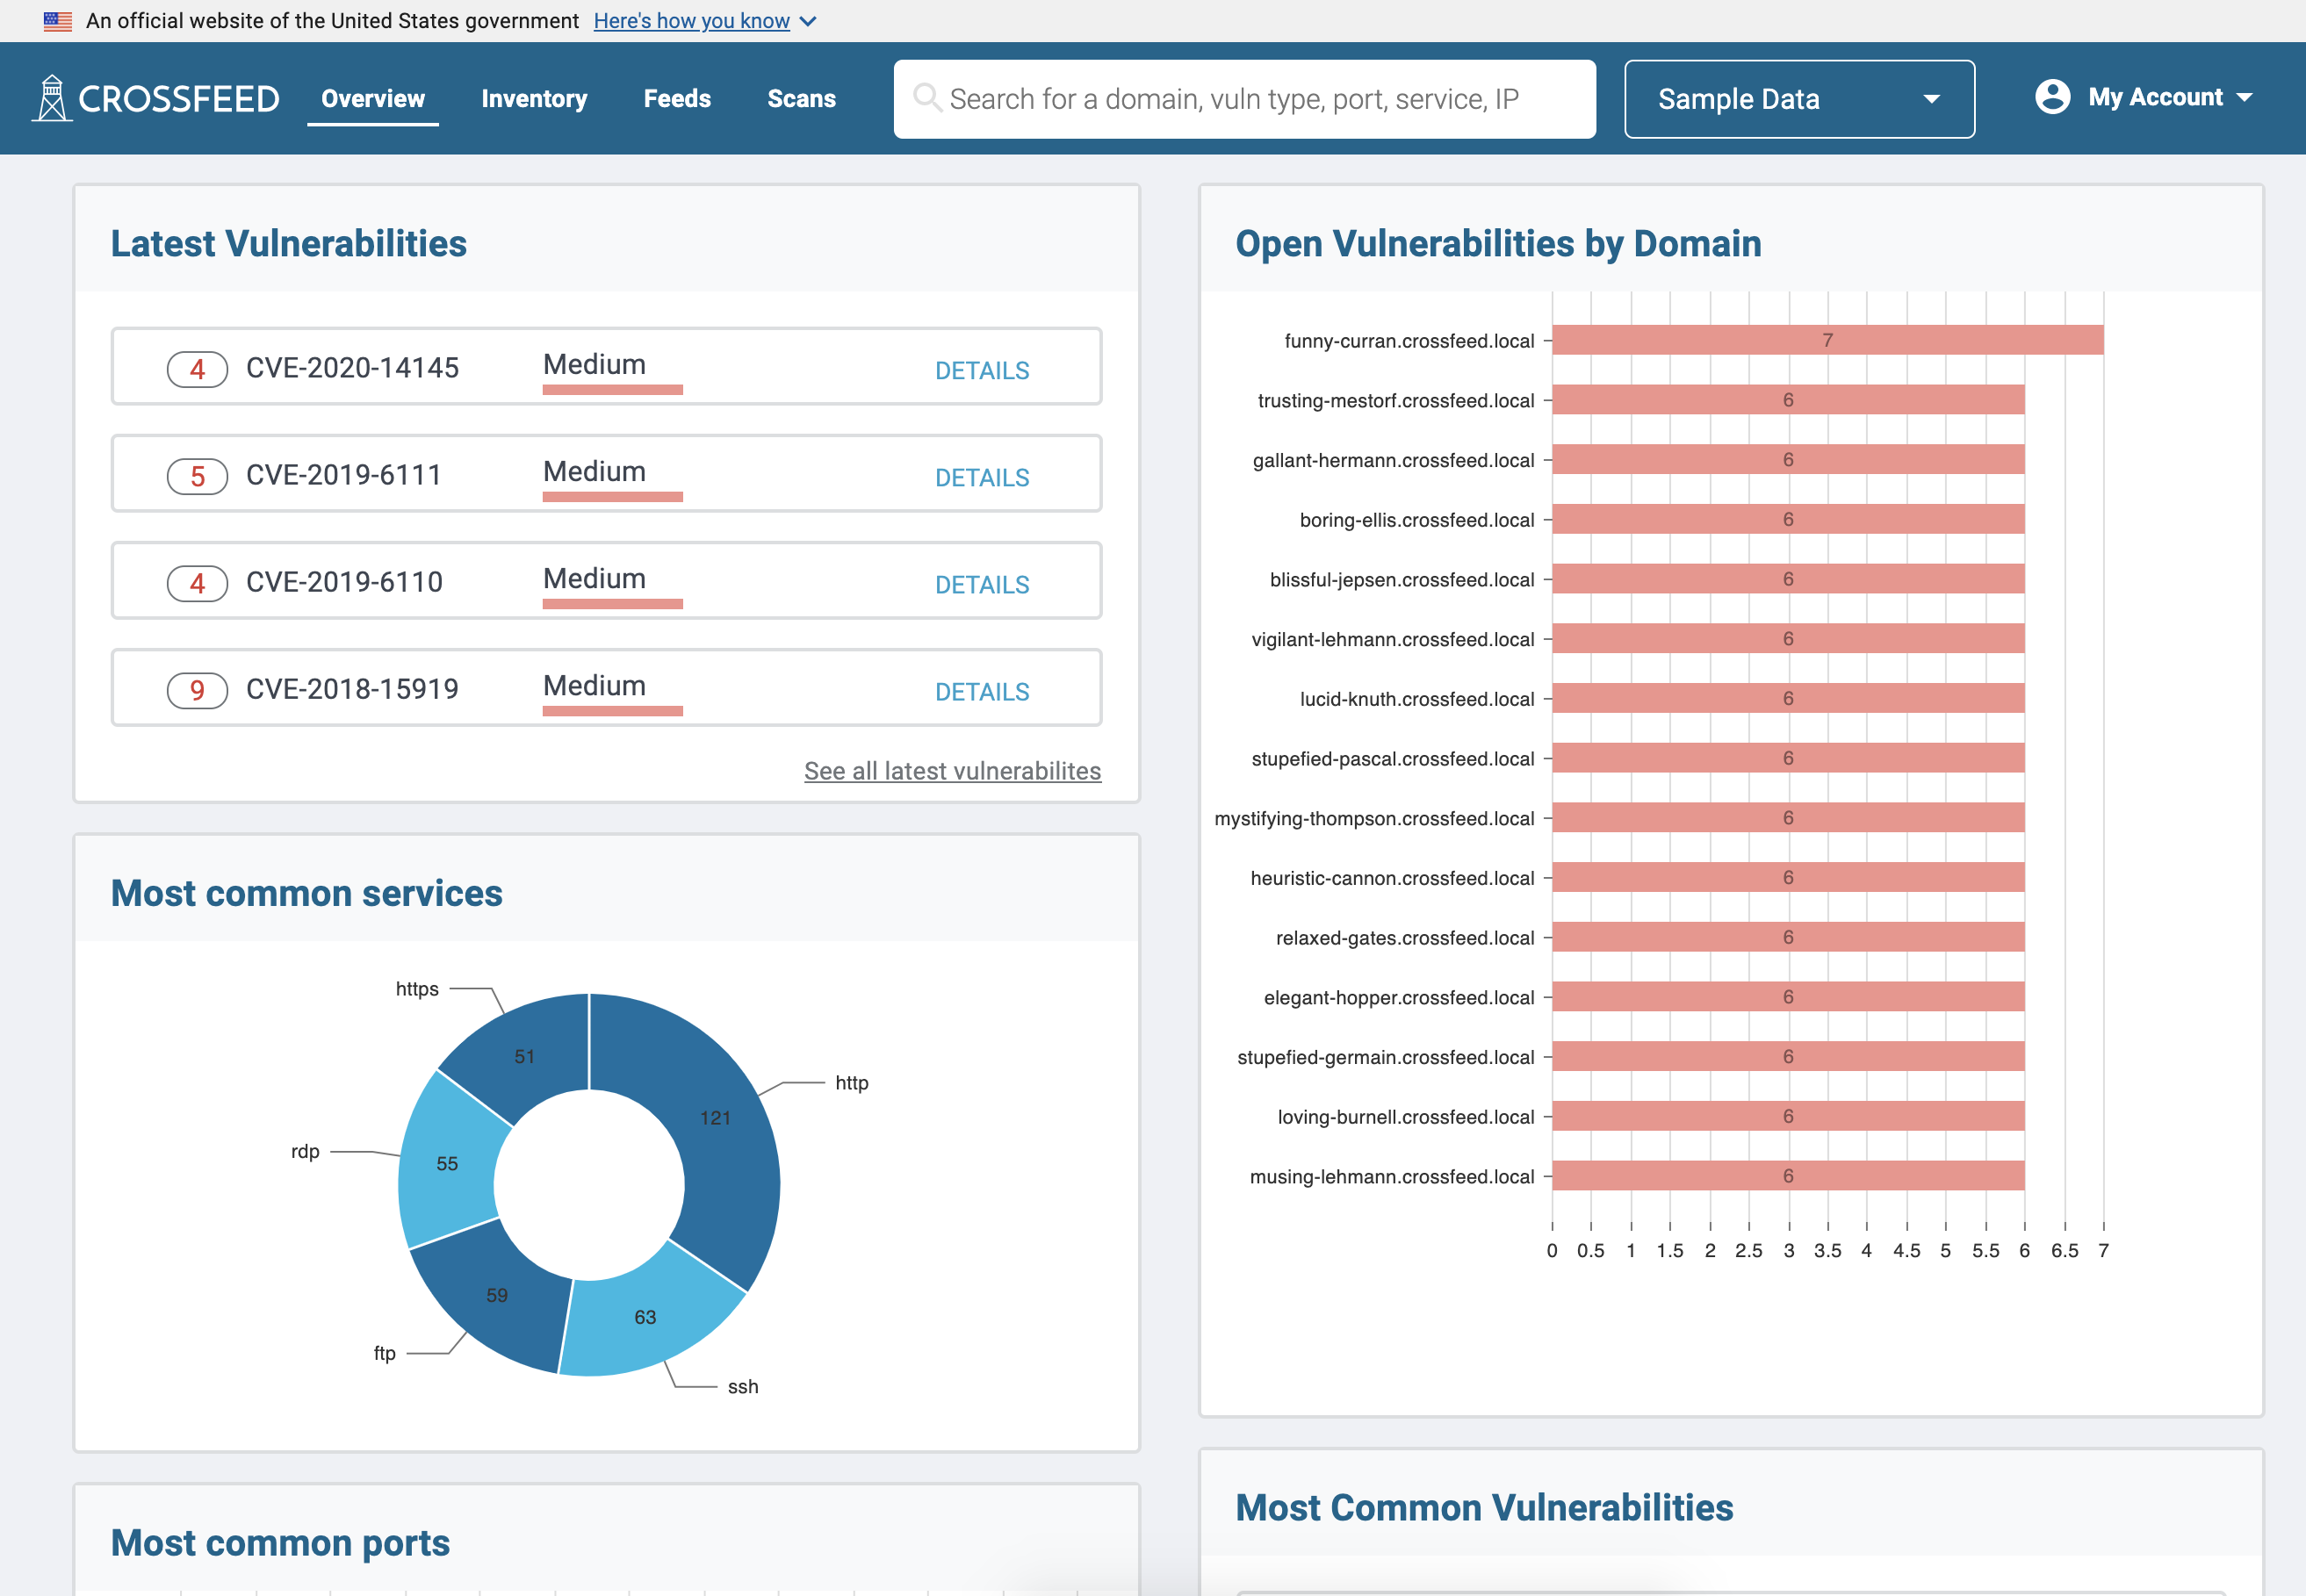 An official website of the United States government Here's how you know
CROSSFEED Overview Inventory Feeds Scans Search for a domain, vuln type, port, service, IP Sample Data My Account
Latest Vulnerabilities
4 CVE-2020-14145 Medium DETAILS
5 CVE-2019-6111 Medium DETAILS
4 CVE-2019-6110 Medium DETAILS
9 CVE-2018-15919 Medium DETAILS
See all latest vulnerabilites
Most common services
https
51
http
121
rdp
55
59
63
ftp
ssh
Most common ports
Open Vulnerabilities by Domain
funny-curran.crossfeed.local 7
trusting-mestorf.crossfeed.local 6
gallant-hermann.crossfeed.local 6
boring-ellis.crossfeed.local 6
blissful-jepsen.crossfeed.local 6
vigilant-lehmann.crossfeed.local 6
lucid-knuth.crossfeed.local 6
stupefied-pascal.crossfeed.local 6
mystifying-thompson.crossfeed.local 6
heuristic-cannon.crossfeed.local 6
relaxed-gates.crossfeed.local 6
elegant-hopper.crossfeed.local 6
stupefied-germain.crossfeed.local 6
loving-burnell.crossfeed.local 6
musing-lehmann.crossfeed.local 6
0 0.5 1 1.5 2 2.5 3 3.5 4 4.5 5 5.5 6 6.5 7
Most Common Vulnerabilities